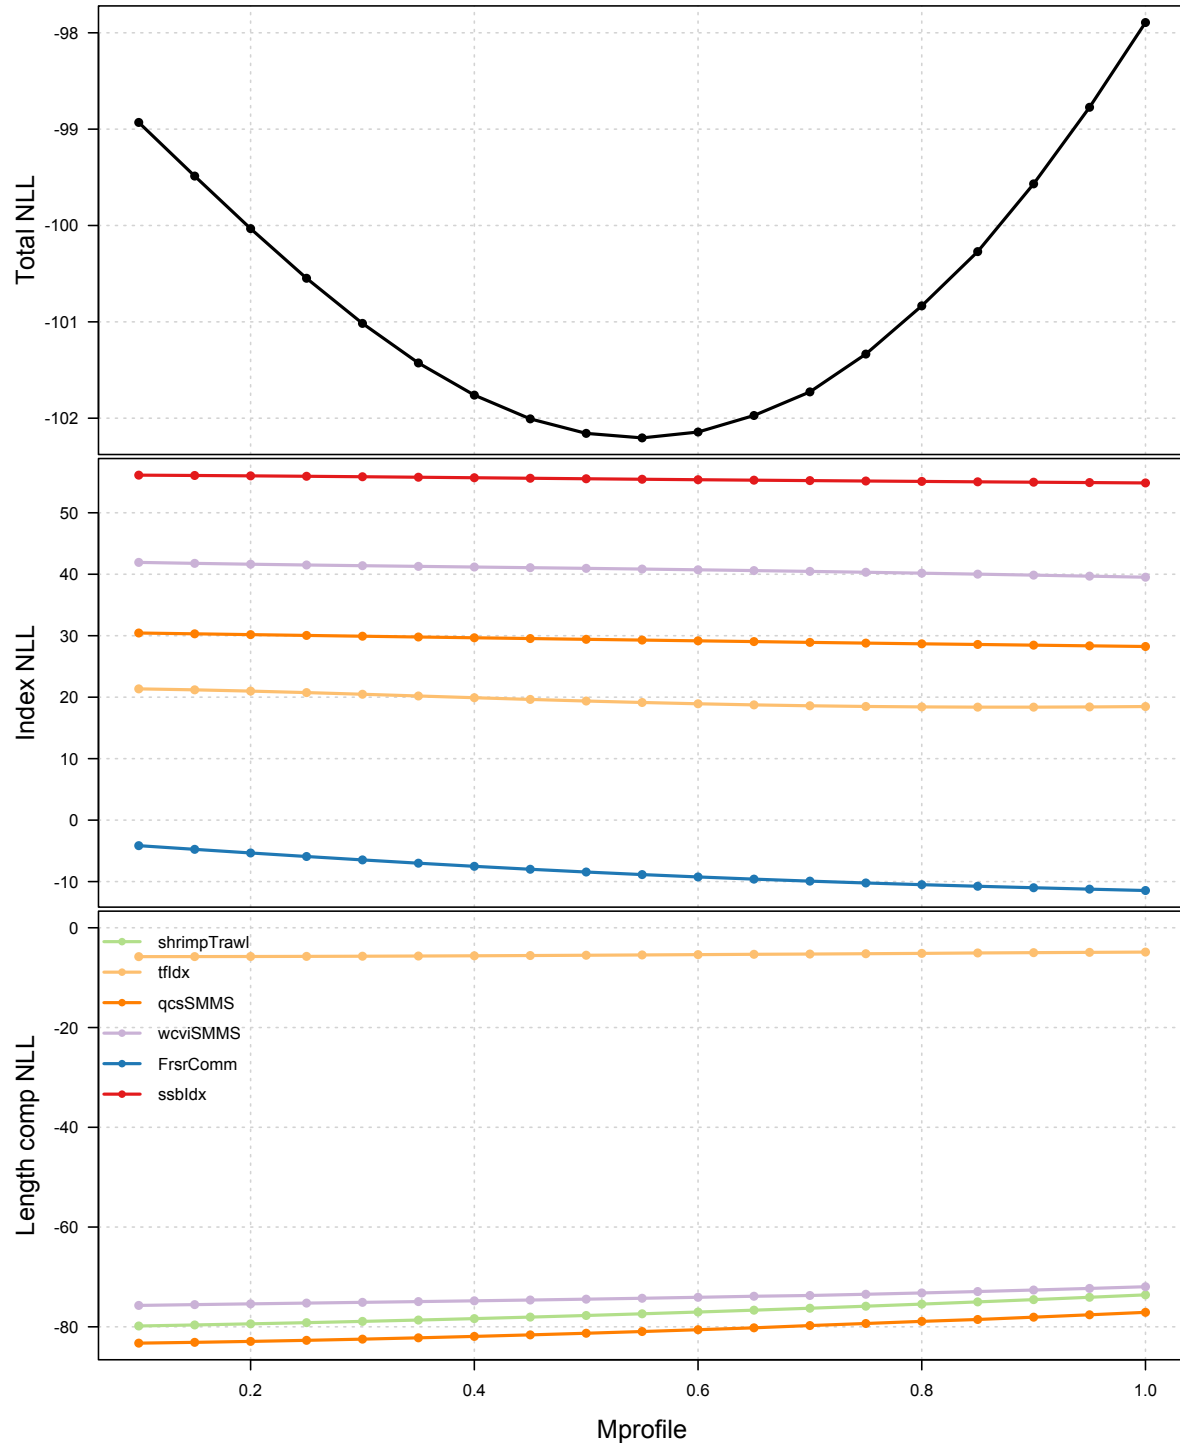 -98
-99
-100
-101
-102
Total NLL
50
40
30
20
10
0
-10
Index NLL
0
-20
-40
-60
-80
Length comp NLL
shrimpTrawl
tfIdx
qcsSMMS
wcviSMMS
FrsrComm
ssbIdx
0.2 0.4 0.6 0.8 1.0
Mprofile